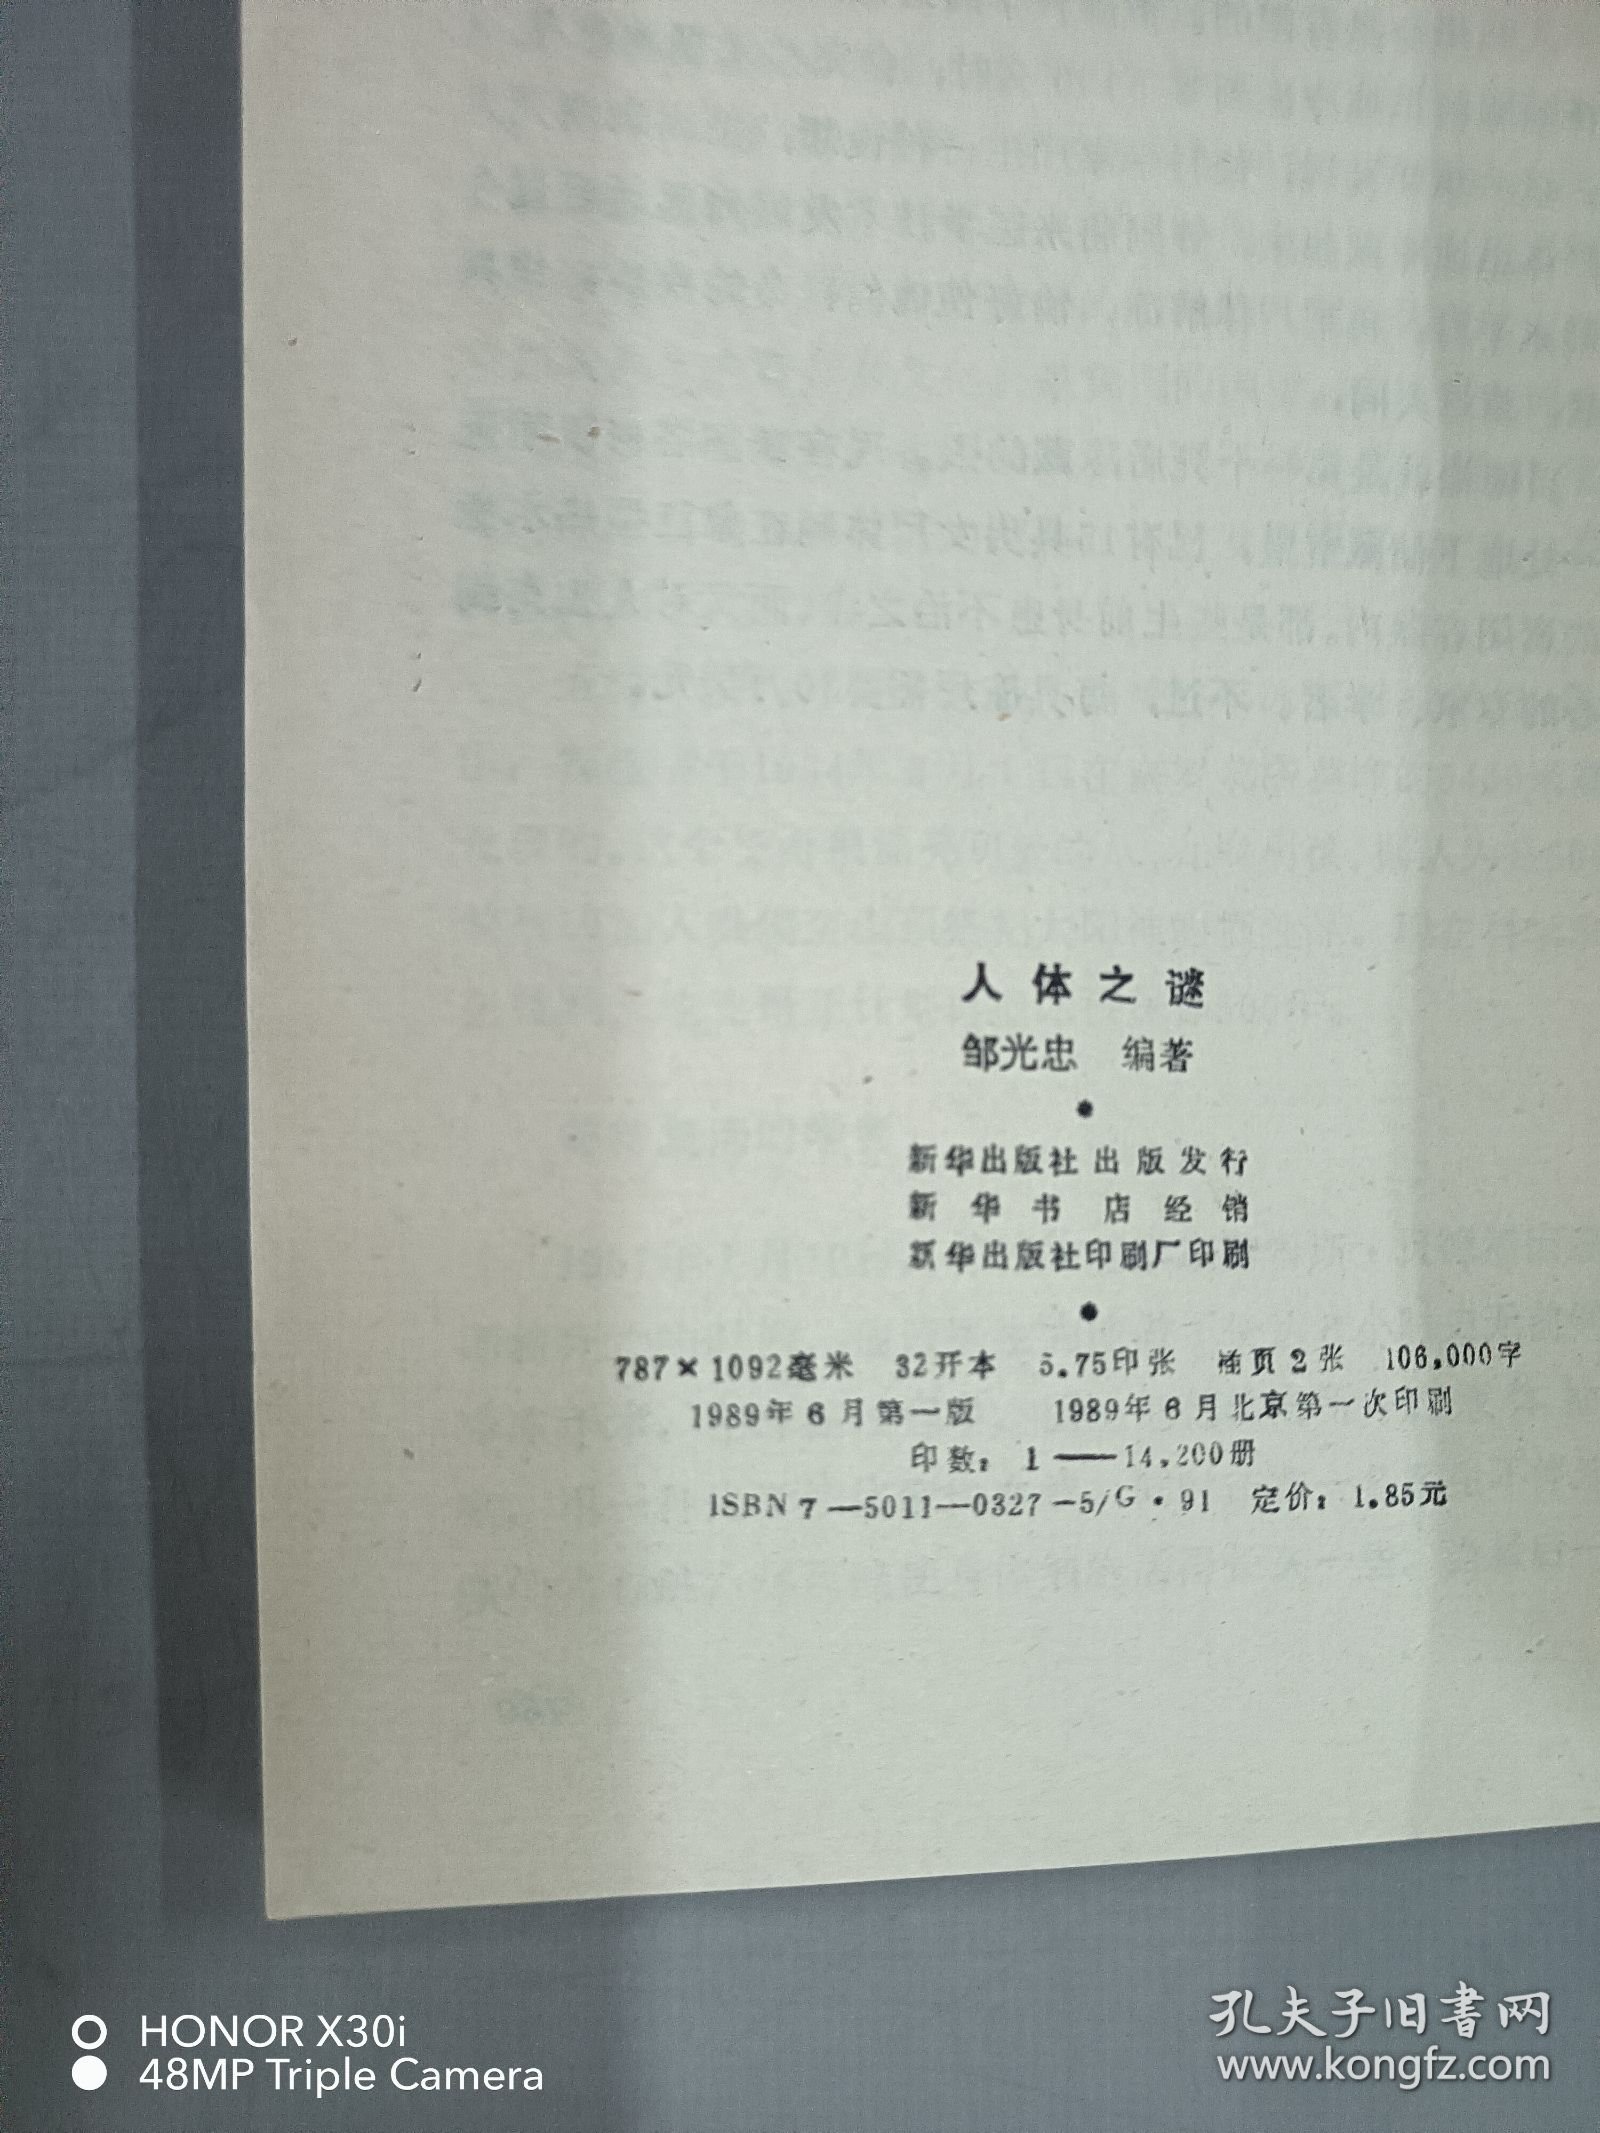 人体之谜
邹光忠 编著
新华出版社出版发行
新华书店经销
新华出版社印刷厂印刷
787×1092毫米 32开本 5.75印张 插页2张 106,000字
1989年6月第一版 1989年6月北京第一次印刷
印数：1—14,200册
ISBN 7—5011—0327—5/G·91 定价：1.85元
HONOR X30i
48MP Triple Camera
孔夫子旧书网
www.kongfz.com